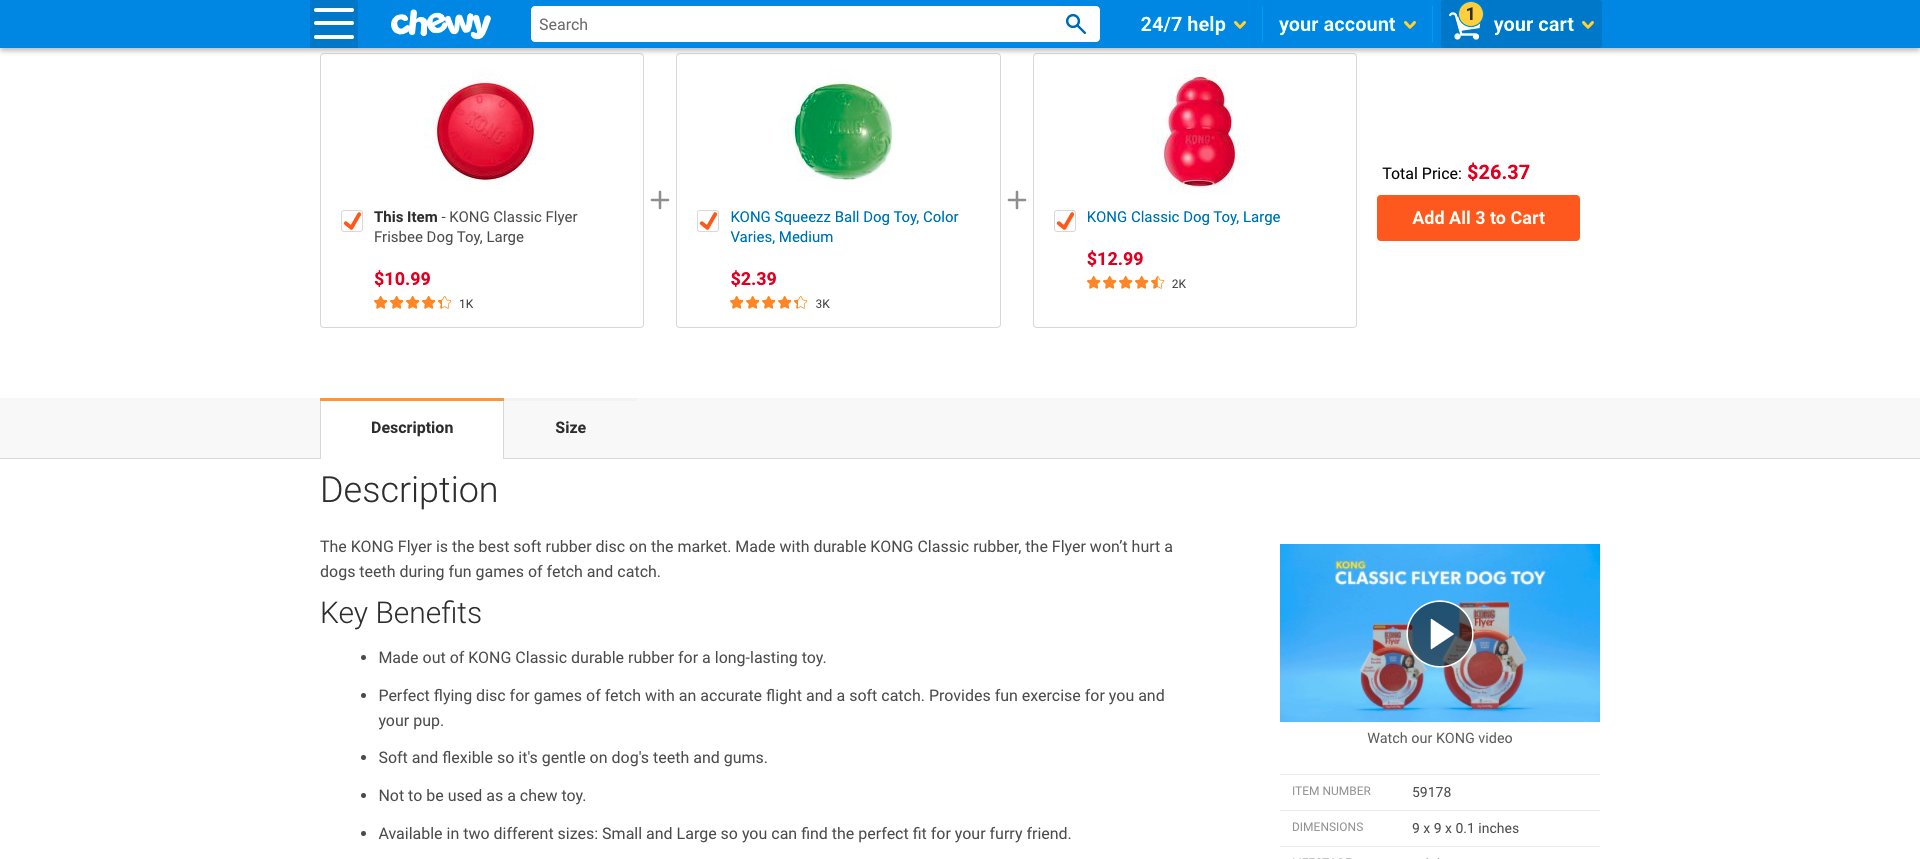 chewy
Search
24/7 help
your account
1
your cart
KONG
KONG
KONG
This Item - KONG Classic Flyer
Frisbee Dog Toy, Large
$10.99
1K
KONG Squeezz Ball Dog Toy, Color
Varies, Medium
$2.39
3K
KONG Classic Dog Toy, Large
$12.99
2K
Total Price: $26.37
Add All 3 to Cart
Description
Size
Description
The KONG Flyer is the best soft rubber disc on the market. Made with durable KONG Classic rubber, the Flyer won’t hurt a
dogs teeth during fun games of fetch and catch.
Key Benefits
Made out of KONG Classic durable rubber for a long-lasting toy.
Perfect flying disc for games of fetch with an accurate flight and a soft catch. Provides fun exercise for you and
your pup.
Soft and flexible so it's gentle on dog's teeth and gums.
Not to be used as a chew toy.
Available in two different sizes: Small and Large so you can find the perfect fit for your furry friend.
KONG
CLASSIC FLYER DOG TOY
KONG
Flyer
KONG
Flyer
Watch our KONG video
ITEM NUMBER 59178
DIMENSIONS 9 x 9 x 0.1 inches